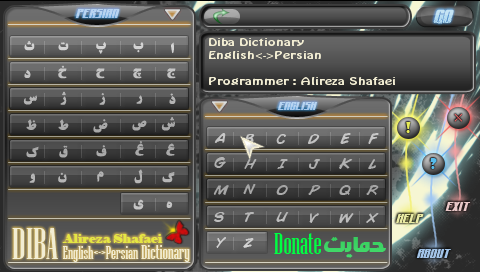 PERSIAN
ا ب پ ت ث
ج چ ح خ د
ذ ر ز ژ س
ش ص ض ط ظ
ع غ ف ق ک
گ ل م ن و
ه ی
DIBA
Alireza Shafaei
English<->Persian Dictionary
GO
Diba Dictionary
English<->Persian
Programmer : Alireza Shafaei
ENGLISH
A B C D E F
G H I J K L
M N O P Q R
S T U V W X
Y Z
Donate حمایت
!
?
×
HELP
EXIT
ABOUT